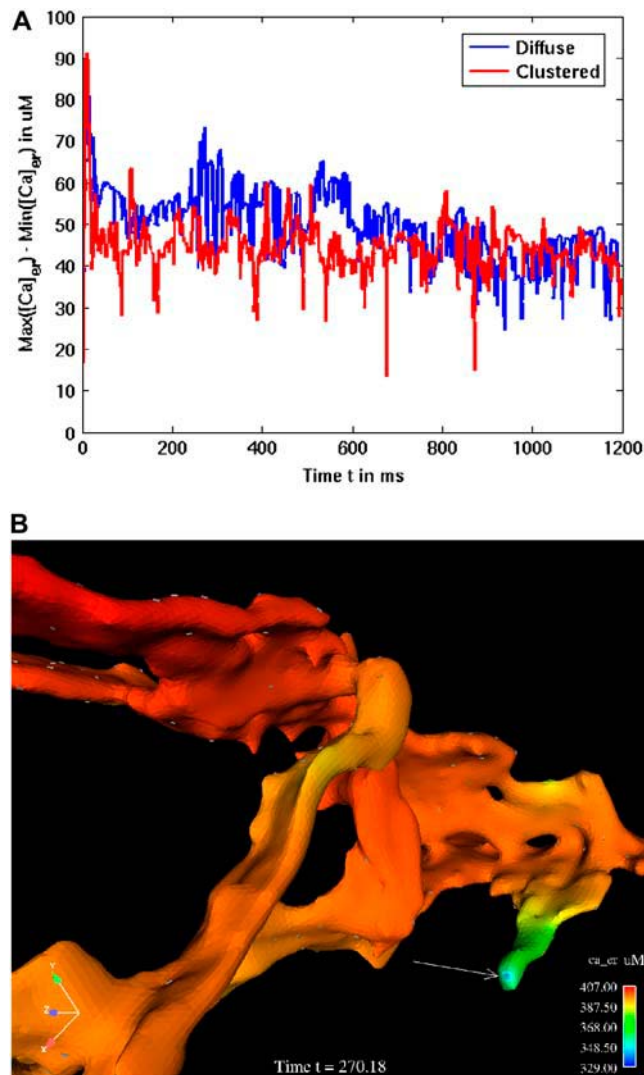 A
Max([Ca]er) - Min([Ca]er) in uM
100
90
80
70
60
50
40
30
20
10
0
Diffuse
Clustered
0 200 400 600 800 1000 1200
Time t in ms
B
ca_er uM
407.00
387.50
368.00
348.50
329.00
Y
Z
X
Time t = 270.18